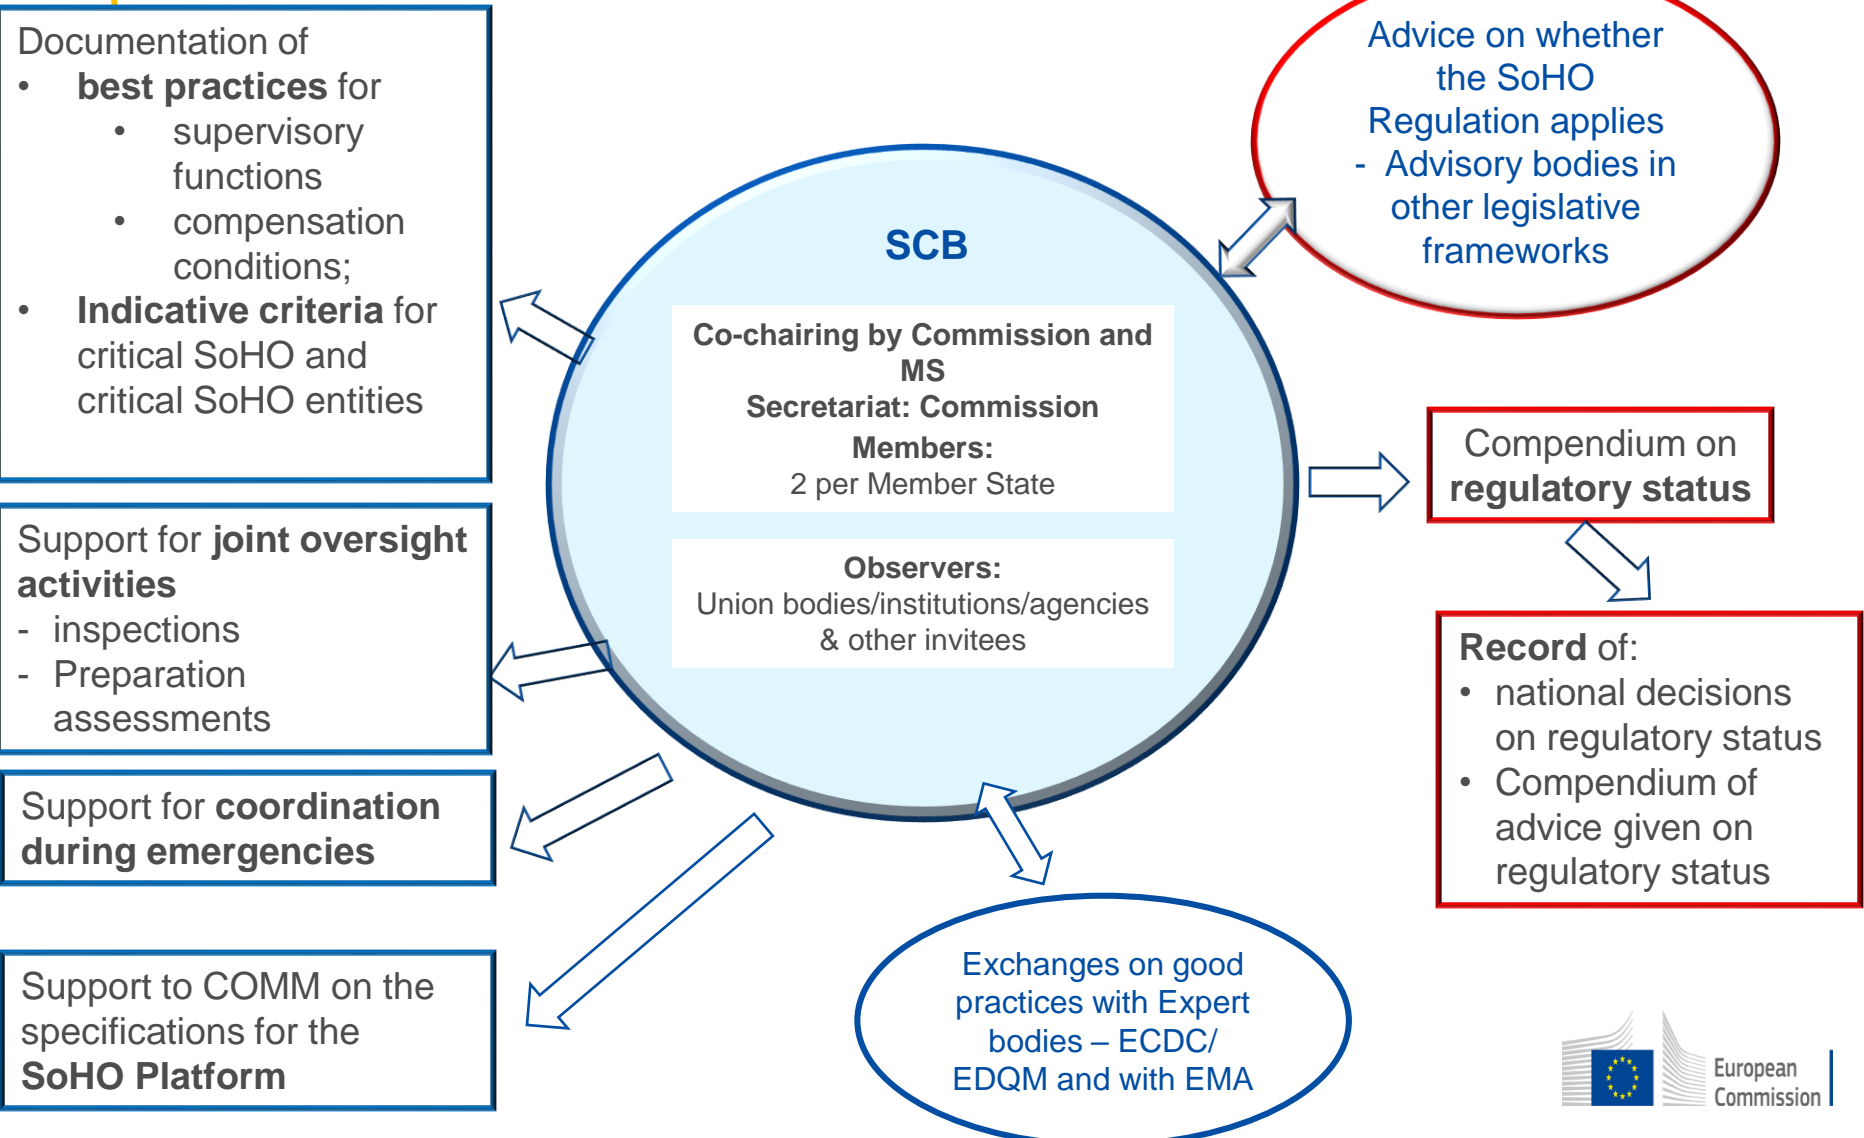 Documentation of
• best practices for
• supervisory
functions
• compensation
conditions;
• Indicative criteria for
critical SoHO and
critical SoHO entities
Support for joint oversight
activities
- inspections
- Preparation
assessments
Support for coordination
during emergencies
Support to COMM on the
specifications for the
SoHO Platform
SCB
Co-chairing by Commission and
MS
Secretariat: Commission
Members:
2 per Member State
Observers:
Union bodies/institutions/agencies
& other invitees
Exchanges on good
practices with Expert
bodies – ECDC/
EDQM and with EMA
Advice on whether
the SoHO
Regulation applies
- Advisory bodies in
other legislative
frameworks
Compendium on
regulatory status
Record of:
• national decisions
on regulatory status
• Compendium of
advice given on
regulatory status
European
Commission